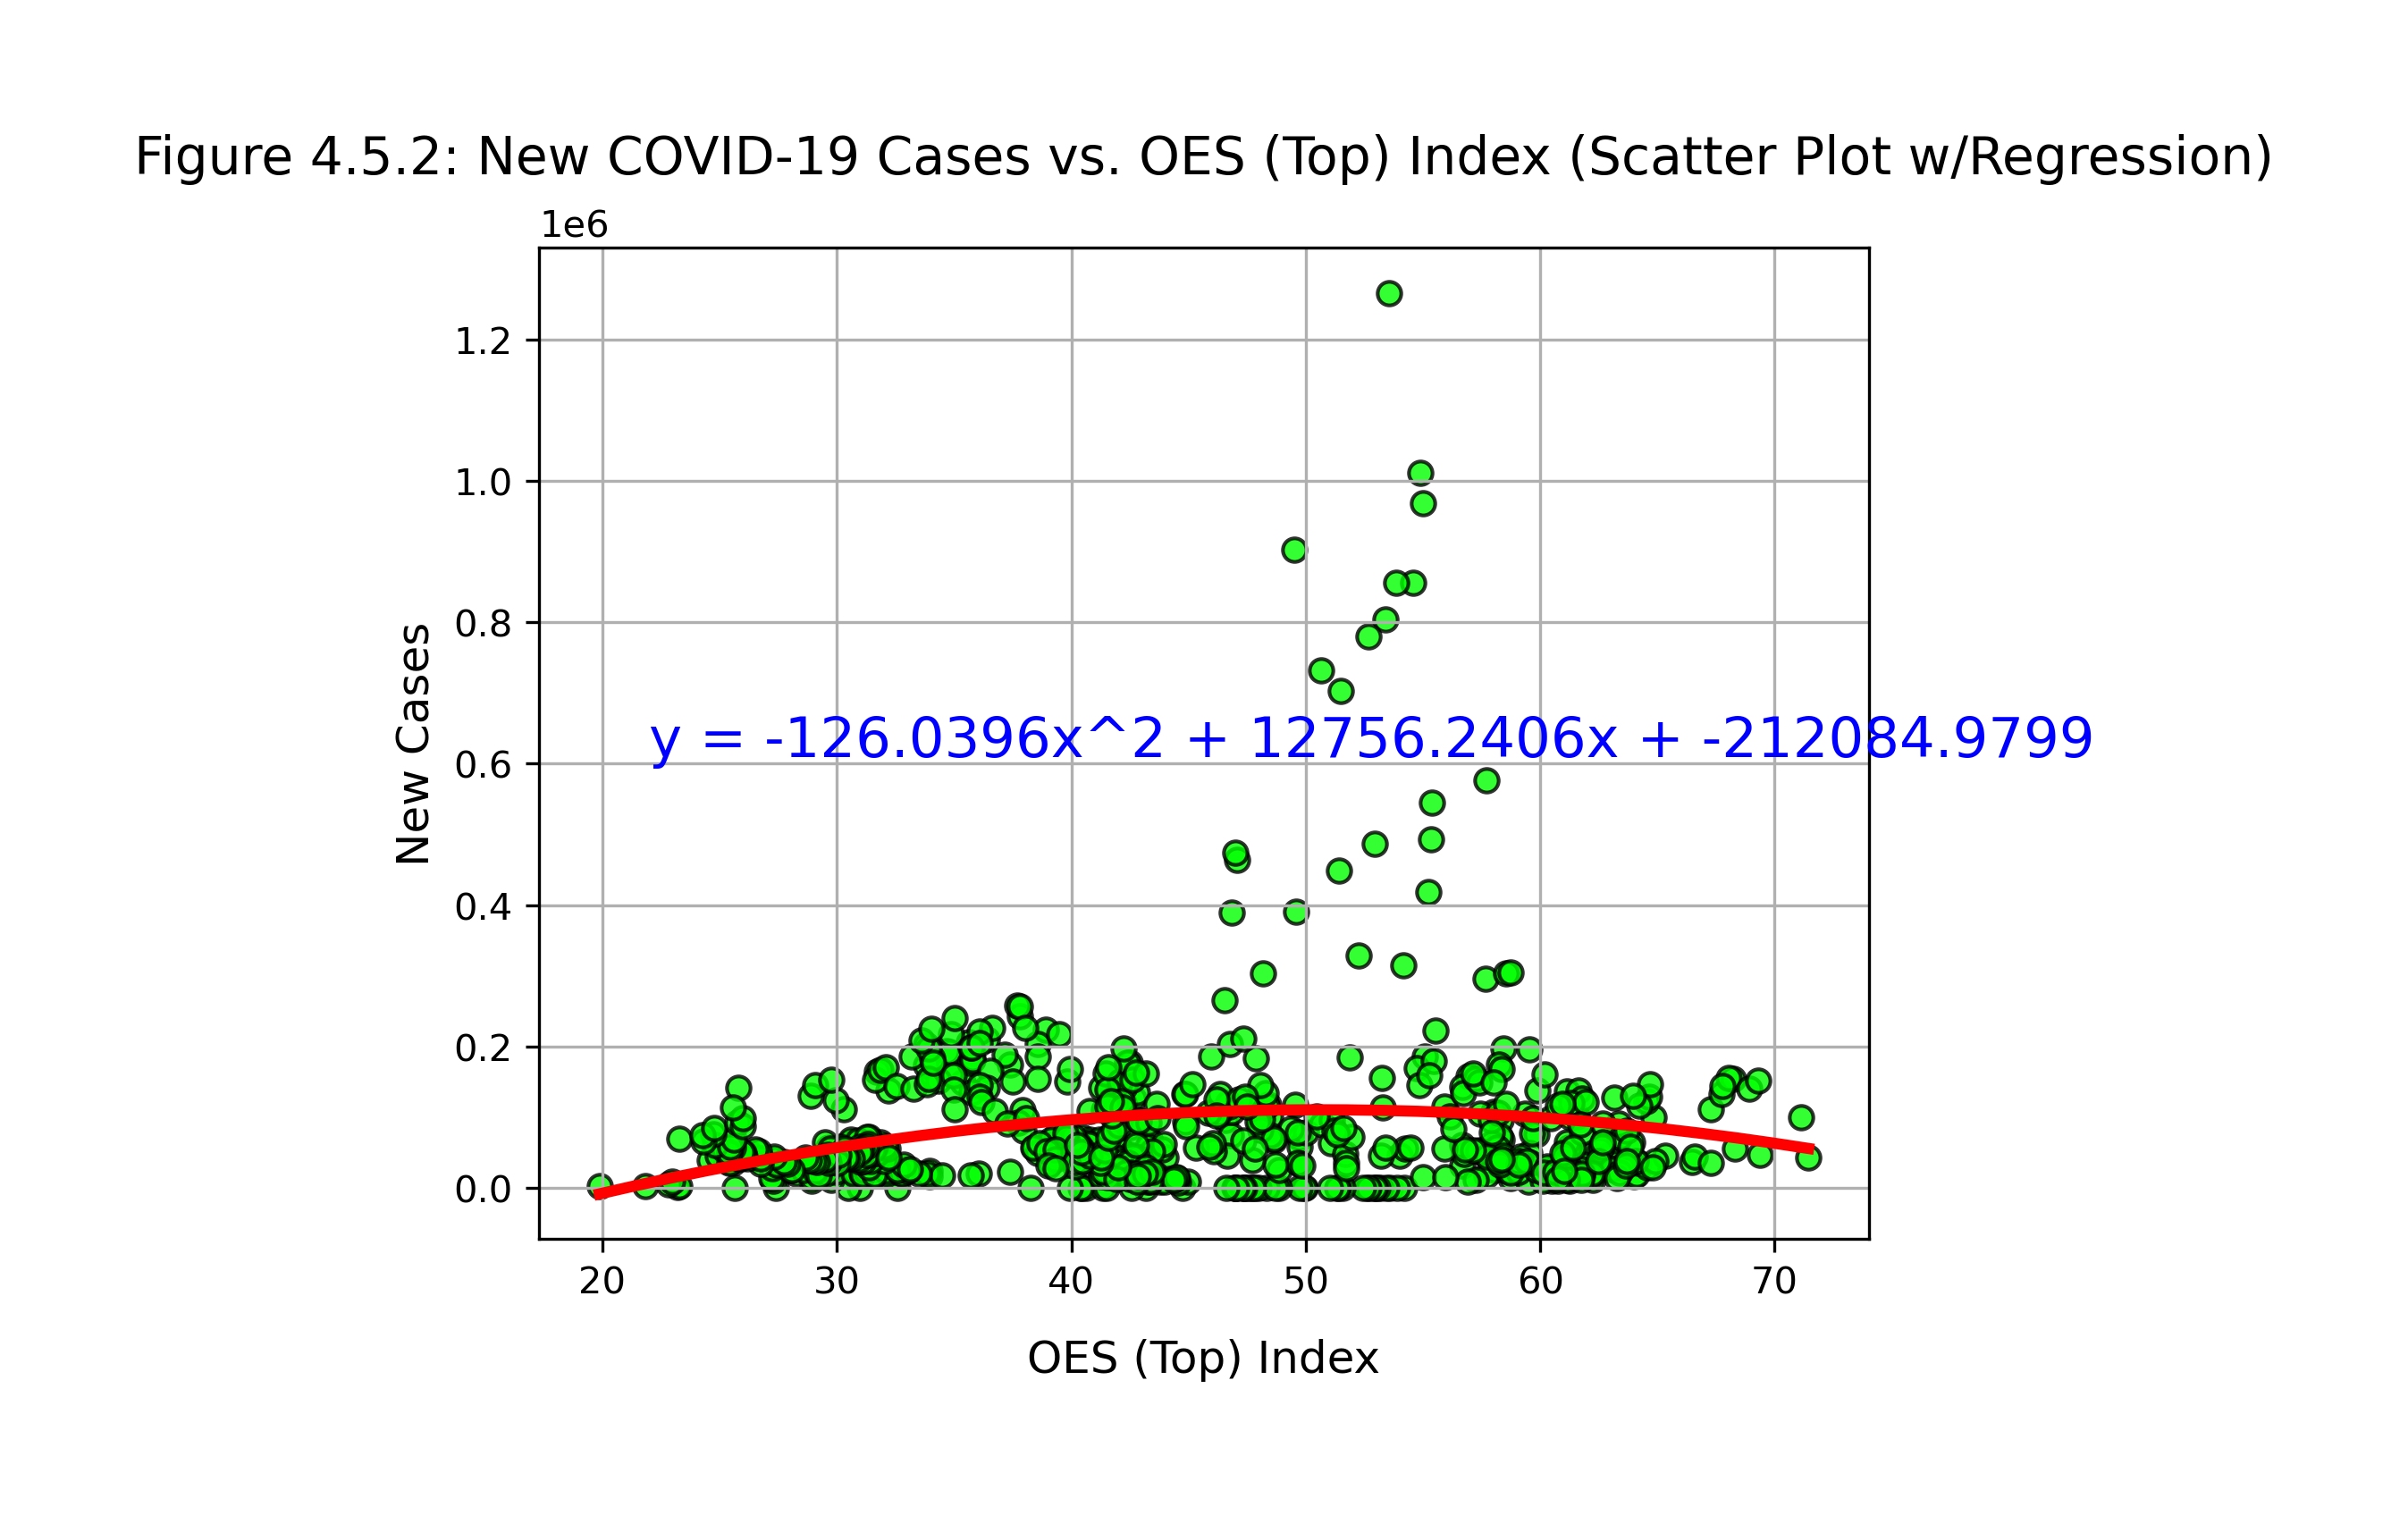 Figure 4.5.2: New COVID-19 Cases vs. OES (Top) Index (Scatter Plot w/Regression)
1e6
1.2
1.0
0.8
0.6
0.4
0.2
0.0
New Cases
y = -126.0396x^2 + 12756.2406x + -212084.9799
20 30 40 50 60 70
OES (Top) Index